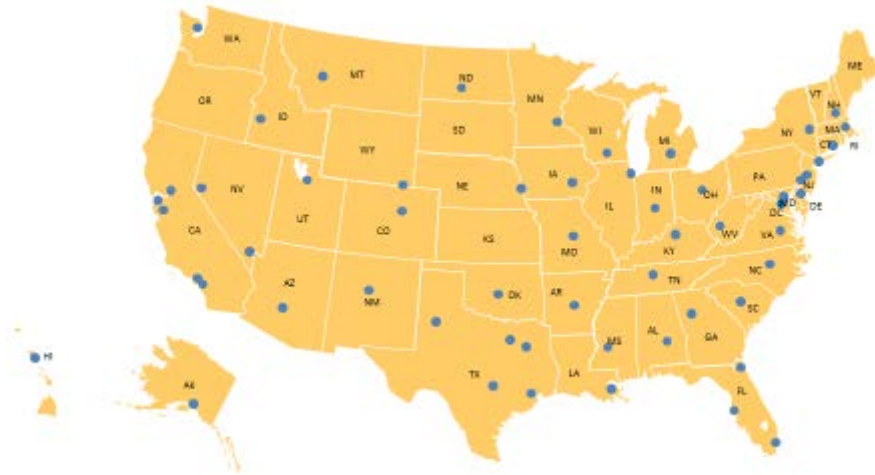 WA
ME
MT
ND
VT
MN
NH
OR
ID
WI
NY
MA
SD
MI
CT
RI
WY
IA
PA
NE
OH
NJ
NV
IL
IN
MD
UT
DE
CO
DC
CA
WV
VA
KS
MO
KY
NC
TN
AZ
OK
AR
NM
SC
MS
AL
GA
HI
TX
LA
AK
FL